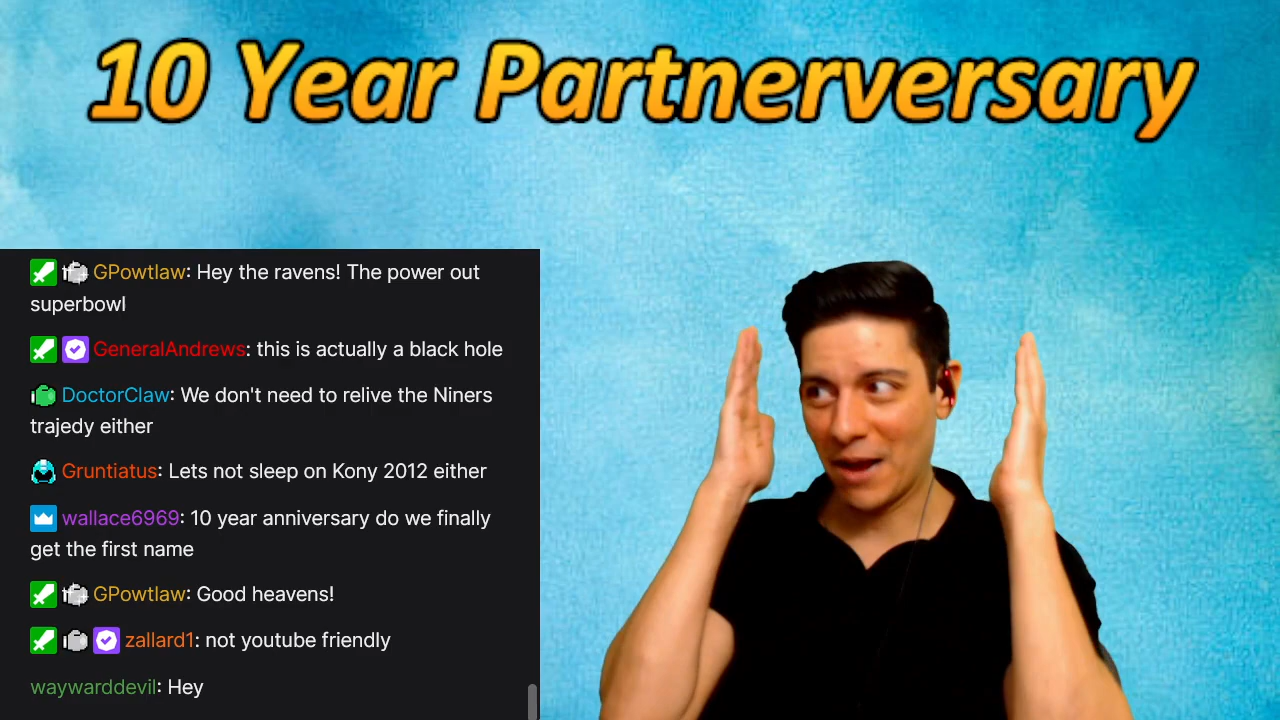 10 Year Partnerversary
GPowtlaw: Hey the ravens! The power out
superbowl
GeneralAndrews: this is actually a black hole
DoctorClaw: We don't need to relive the Niners
trajedy either
Gruntiatus: Lets not sleep on Kony 2012 either
wallace6969: 10 year anniversary do we finally
get the first name
GPowtlaw: Good heavens!
zallard1: not youtube friendly
waywarddevil: Hey